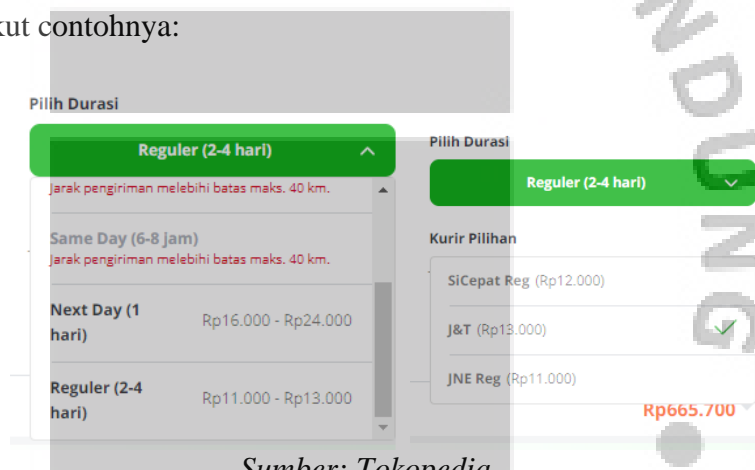 kut contohnya:
Pilih Durasi
Reguler (2-4 hari)
Jarak pengiriman melebihi batas maks. 40 km.
Same Day (6-8 jam)
Jarak pengiriman melebihi batas maks. 40 km.
Next Day (1 hari) Rp16.000 - Rp24.000
Reguler (2-4 hari) Rp11.000 - Rp13.000
Pilih Durasi
Reguler (2-4 hari)
Kurir Pilihan
SiCepat Reg (Rp12.000)
J&T (Rp13.000)
JNE Reg (Rp11.000)
Rp665.700
Sumber: Tokopedia
NDUNG